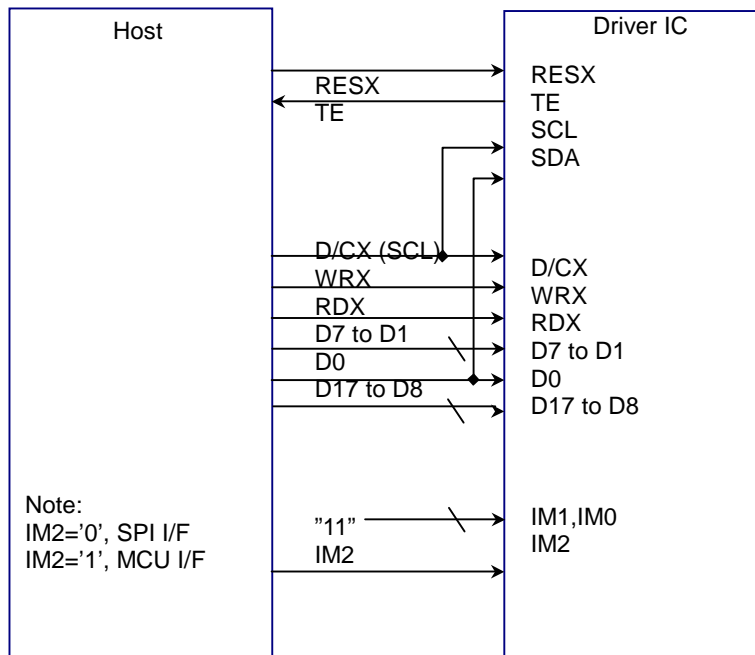 Host
Driver IC
RESX
TE
RESX
TE
SCL
SDA
D/CX (SCL)
WRX
RDX
D7 to D1
D0
D17 to D8
D/CX
WRX
RDX
D7 to D1
D0
D17 to D8
Note:
IM2='0', SPI I/F
IM2='1', MCU I/F
"11"
IM2
IM1,IM0
IM2